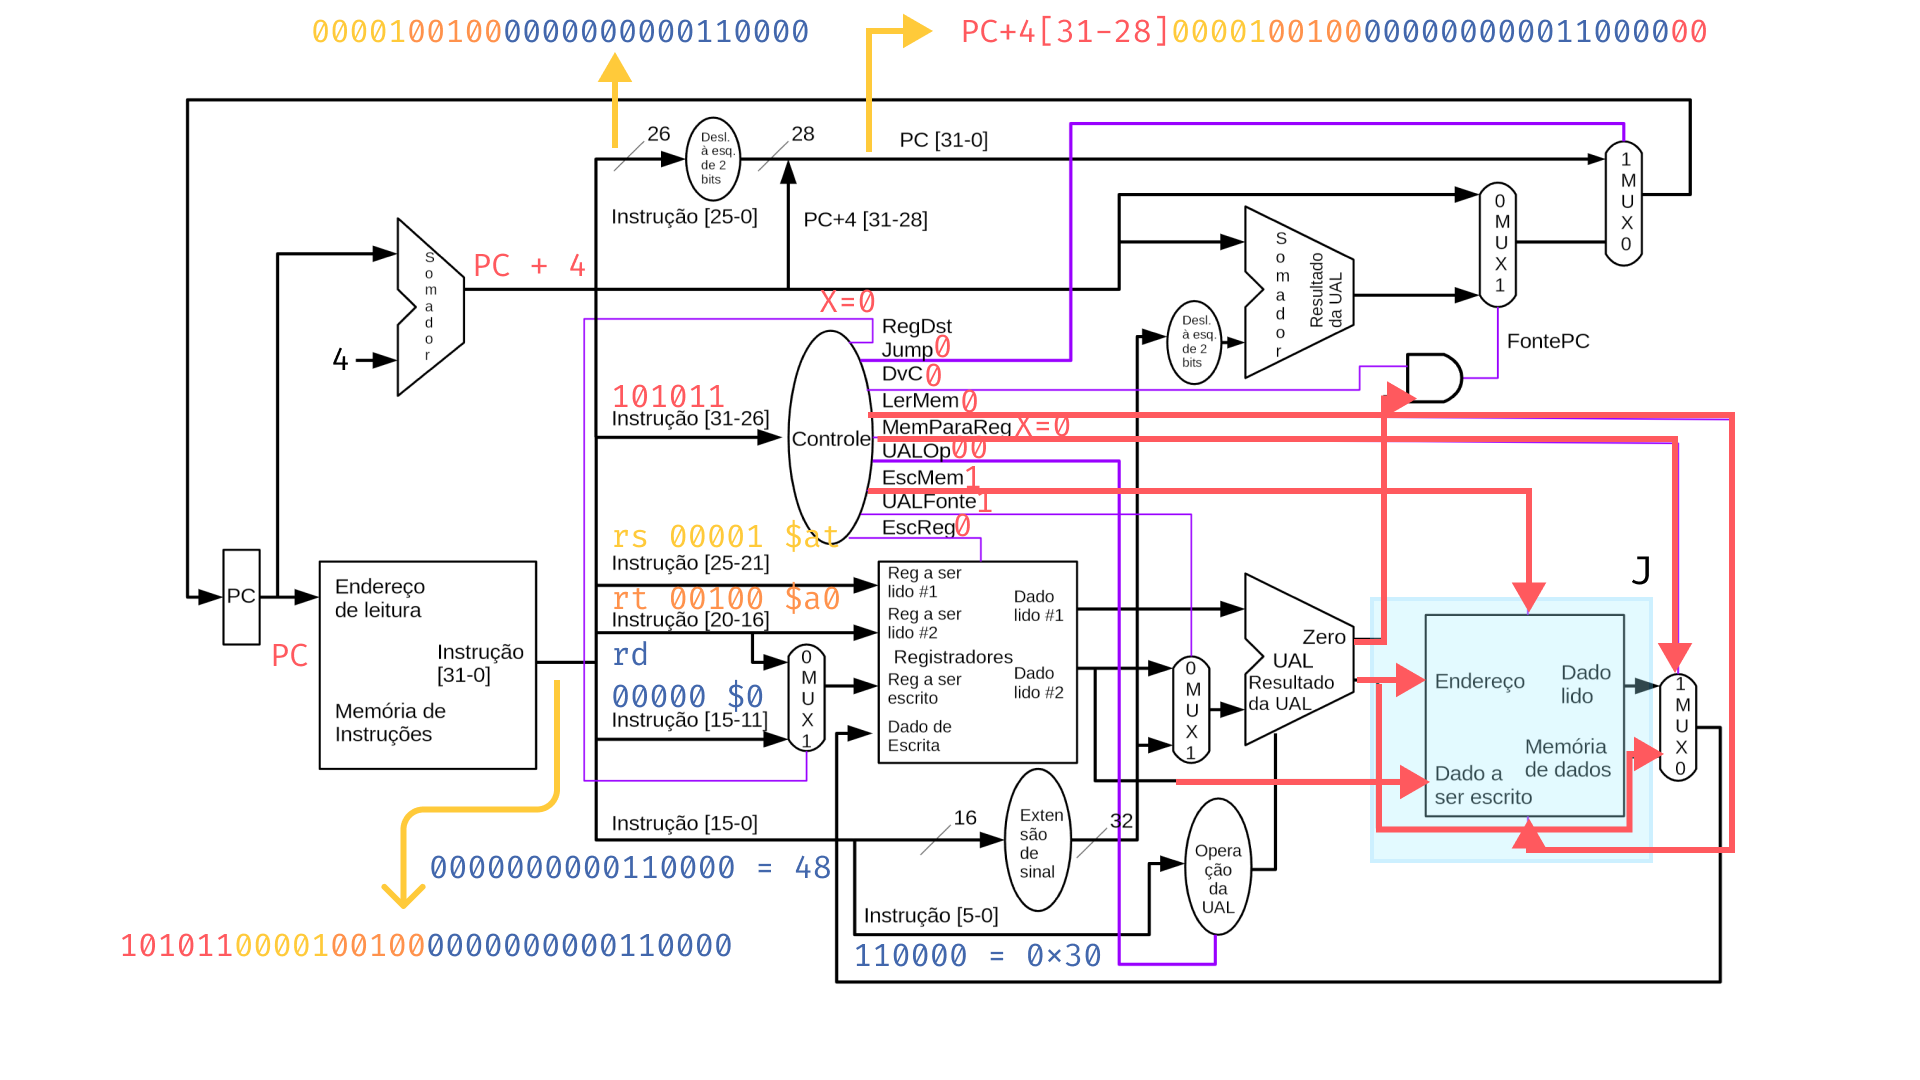 00001001000000000000110000
PC+4[31-28]0000100100000000000011000000
26
28
PC [31-0]
Desl.
à esq.
de 2
bits
1
M
U
X
0
Instrução [25-0]
PC+4 [31-28]
0
M
U
X
1
S
o
m
a
d
o
r
PC + 4
S
o
m
a
d
o
r
Resultado
da UAL
X=0
4
RegDst
Jump 0
DvC 0
LerMem 0
MemParaReg X=0
UALOp 00
EscMem 1
UALFonte 1
EscReg 0
Desl.
à esq.
de 2
bits
FontePC
101011
Instrução [31-26]
Controle
rs 00001 $at
Instrução [25-21]
rt 00100 $a0
Instrução [20-16]
rd
00000 $0
Instrução [15-11]
PC
PC
Endereço
de leitura
Instrução
[31-0]
Memória de
Instruções
0
M
U
X
1
Reg a ser
lido #1
Reg a ser
lido #2
Registradores
Reg a ser
escrito
Dado de
Escrita
Dado
lido #1
Dado
lido #2
0
M
U
X
1
Zero
UAL
Resultado
da UAL
J
Endereço
Dado
lido
Memória
de dados
Dado a
ser escrito
1
M
U
X
0
Instrução [15-0]
16
Exten
são
de
sinal
32
Opera
ção
da
UAL
0000000000110000 = 48
Instrução [5-0]
110000 = 0×30
10101100001001000000000000110000